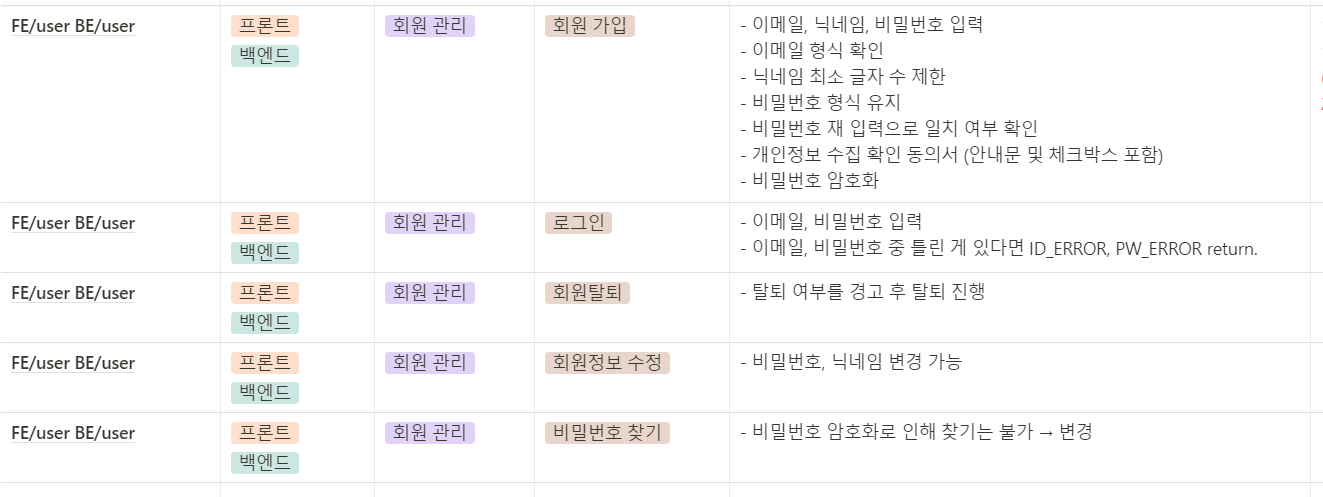 FE/user BE/user 프론트 회원 관리 회원 가입 - 이메일, 닉네임, 비밀번호 입력
백엔드 - 이메일 형식 확인
- 닉네임 최소 글자 수 제한
- 비밀번호 형식 유지
- 비밀번호 재 입력으로 일치 여부 확인
- 개인정보 수집 확인 동의서 (안내문 및 체크박스 포함)
- 비밀번호 암호화
FE/user BE/user 프론트 회원 관리 로그인 - 이메일, 비밀번호 입력
백엔드 - 이메일, 비밀번호 중 틀린 게 있다면 ID_ERROR, PW_ERROR return.
FE/user BE/user 프론트 회원 관리 회원탈퇴 - 탈퇴 여부를 경고 후 탈퇴 진행
백엔드
FE/user BE/user 프론트 회원 관리 회원정보 수정 - 비밀번호, 닉네임 변경 가능
백엔드
FE/user BE/user 프론트 회원 관리 비밀번호 찾기 - 비밀번호 암호화로 인해 찾기는 불가 → 변경
백엔드